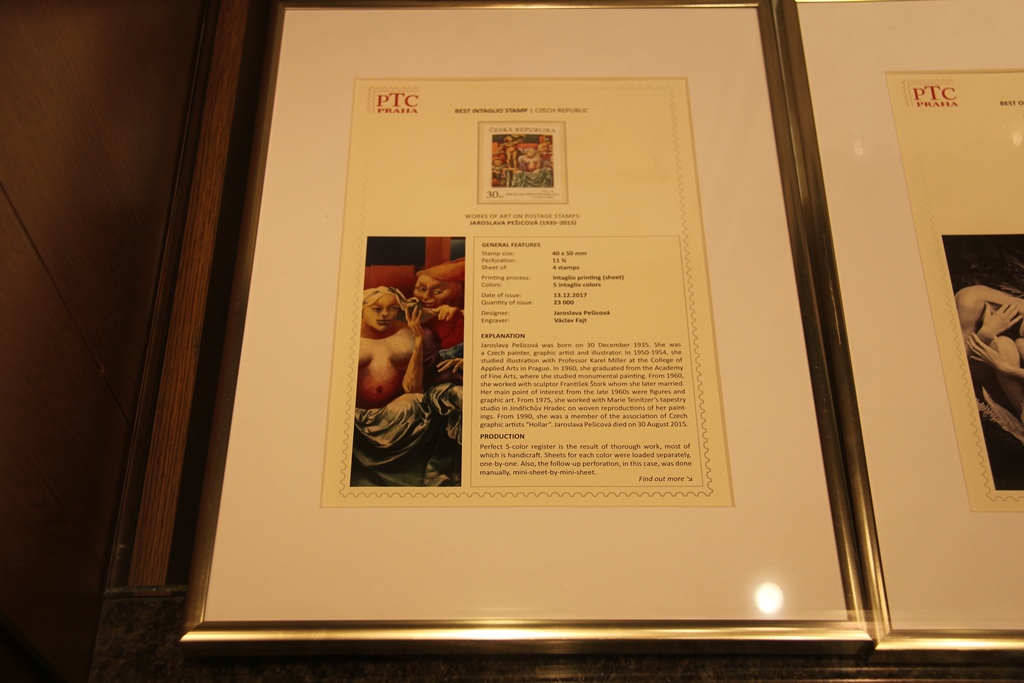 PTC
PRAHA
BEST INTAGLIO STAMP | CZECH REPUBLIC
ČESKÁ REPUBLIKA
30
WORKS OF ART ON POSTAGE STAMPS:
JAROSLAVA PEŠICOVÁ (1935–2015)
GENERAL FEATURES
Stamp size: 40 x 50 mm
Perforation: 11 ¾
Sheet of: 4 stamps
Printing process: Intaglio printing (sheet)
Colors: 5 intaglio colors
Date of issue: 13.12.2017
Quantity of issue: 23 000
Designer: Jaroslava Pešicová
Engraver: Václav Fajt
EXPLANATION
Jaroslava Pešicová was born on 30 December 1935. She was
a Czech painter, graphic artist and illustrator. In 1950-1954, she
studied illustration with Professor Karel Miller at the College of
Applied Arts in Prague. In 1960, she graduated from the Academy
of Fine Arts, where she studied monumental painting. From 1960,
she worked with sculptor František Štork whom she later married.
Her main point of interest from the late 1960s were figures and
graphic art. From 1975, she worked with Marie Teinitzer's tapestry
studio in Jindřichův Hradec on woven reproductions of her paint-
ings. From 1990, she was a member of the association of Czech
graphic artists "Hollar". Jaroslava Pešicová died on 30 August 2015.
PRODUCTION
Perfect 5-color register is the result of thorough work, most of
which is handicraft. Sheets for each color were loaded separately,
one-by-one. Also, the follow-up perforation, in this case, was done
manually, mini-sheet-by-mini-sheet.
Find out more ↘
PTC
PRAHA
BEST O